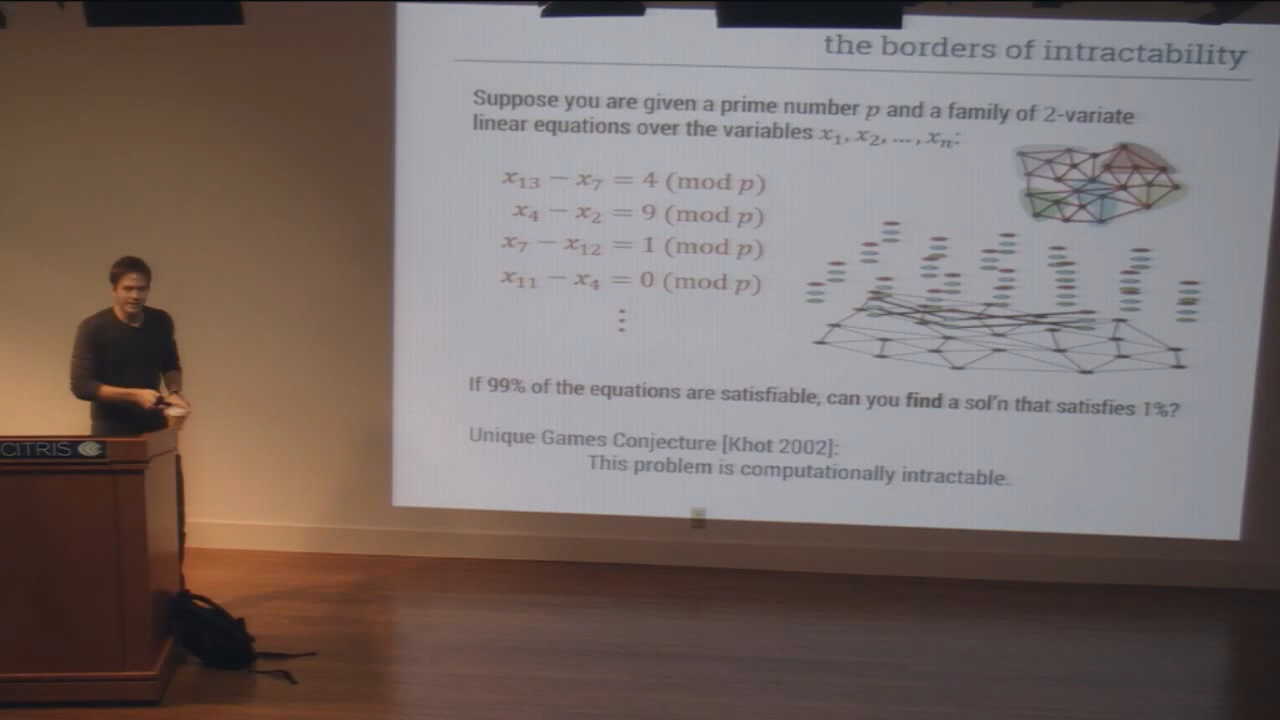 the borders of intractability
Suppose you are given a prime number p and a family of 2-variate
linear equations over the variables x₁, x₂, ... , xₙ:
x₁₃ − x₇ = 4 (mod p)
x₄ − x₂ = 9 (mod p)
x₇ − x₁₂ = 1 (mod p)
x₁₁ − x₄ = 0 (mod p)
⋮
If 99% of the equations are satisfiable, can you find a sol'n that satisfies 1%?
Unique Games Conjecture [Khot 2002]:
This problem is computationally intractable.
CITRIS